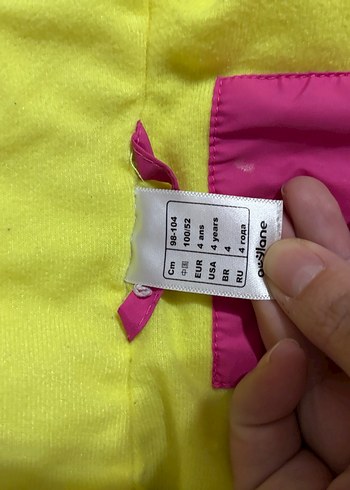 Cm 98-104
中国 100/52
EUR 4 ans
USA 4 years
BR 4
RU 4 года